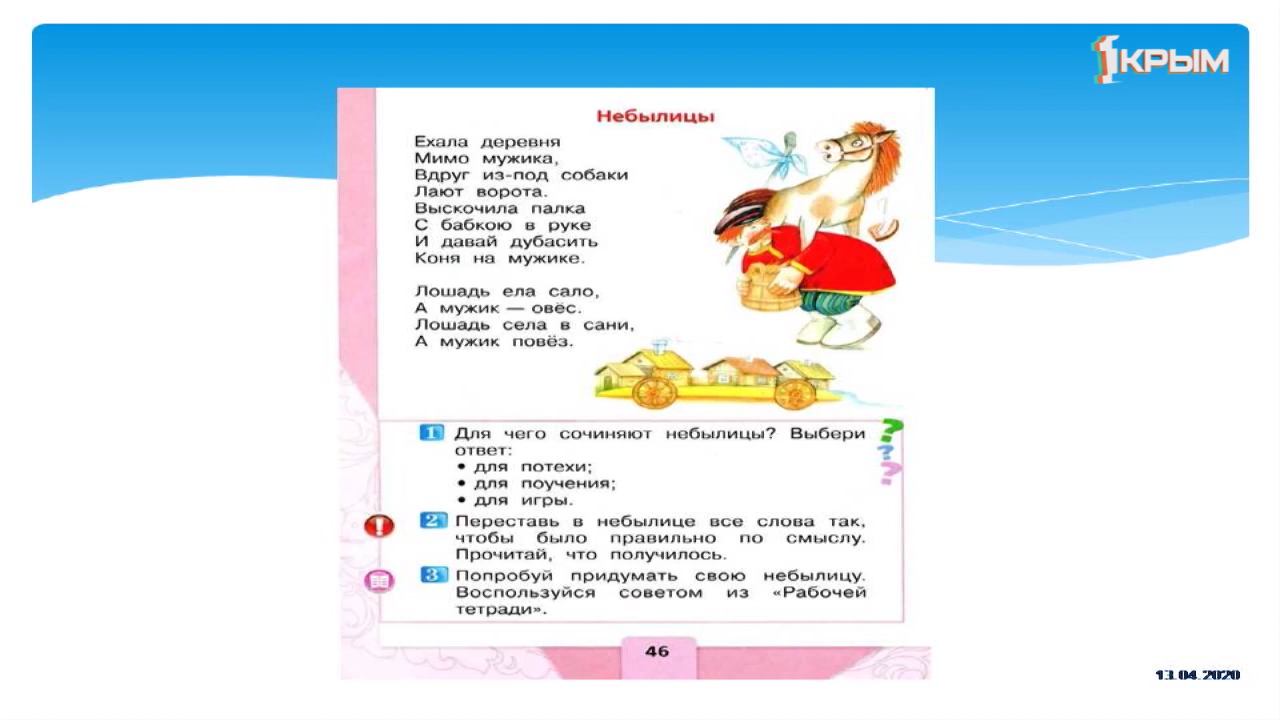 1КРЫМ
Небылицы
Ехала деревня
Мимо мужика,
Вдруг из-под собаки
Лают ворота.
Выскочила палка
С бабкою в руке
И давай дубасить
Коня на мужике.
Лошадь ела сало,
А мужик — овёс.
Лошадь села в сани,
А мужик повёз.
1 Для чего сочиняют небылицы? Выбери
ответ:
• для потехи;
• для поучения;
• для игры.
2 Переставь в небылице все слова так,
чтобы было правильно по смыслу.
Прочитай, что получилось.
3 Попробуй придумать свою небылицу.
Воспользуйся советом из «Рабочей
тетради».
46
13.04.2020